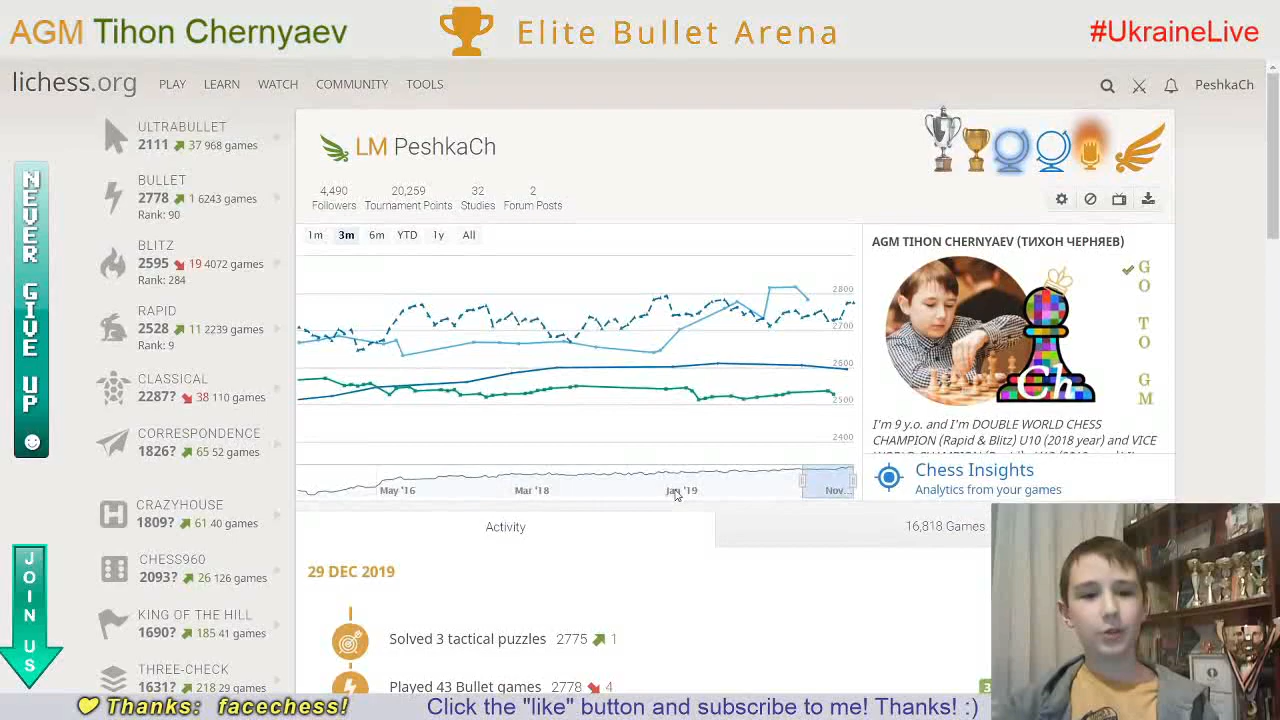 AGM Tihon Chernyaev
Elite Bullet Arena
#UkraineLive
lichess.org
PLAY LEARN WATCH COMMUNITY TOOLS
PeshkaCh
NEVER GIVE UP
JOIN US
ULTRABULLET
2111 37 968 games
BULLET
2778 1 6243 games
Rank: 90
BLITZ
2595 19 4072 games
Rank: 284
RAPID
2528 11 2239 games
Rank: 9
CLASSICAL
2287? 38 110 games
CORRESPONDENCE
1826? 65 52 games
CRAZYHOUSE
1809? 61 40 games
CHESS960
2093? 26 126 games
KING OF THE HILL
1690? 185 41 games
THREE-CHECK
1631? 218 29 games
LM PeshkaCh
4,490 20,259 32 2
Followers Tournament Points Studies Forum Posts
1m 3m 6m YTD 1y All
2800
2700
2600
2500
2400
May '16 Mar '18 Jan '19 Nov...
AGM TIHON CHERNYAEV (ТИХОН ЧЕРНЯЕВ)
Ch
GO TO GM
I'm 9 y.o. and I'm DOUBLE WORLD CHESS
CHAMPION (Rapid & Blitz) U10 (2018 year) and VICE
Chess Insights
Analytics from your games
Activity
16,818 Games
29 DEC 2019
Solved 3 tactical puzzles 2775 1
Played 43 Bullet games 2778 4
3
Thanks: facechess!
Click the "like" button and subscribe to me! Thanks! :)